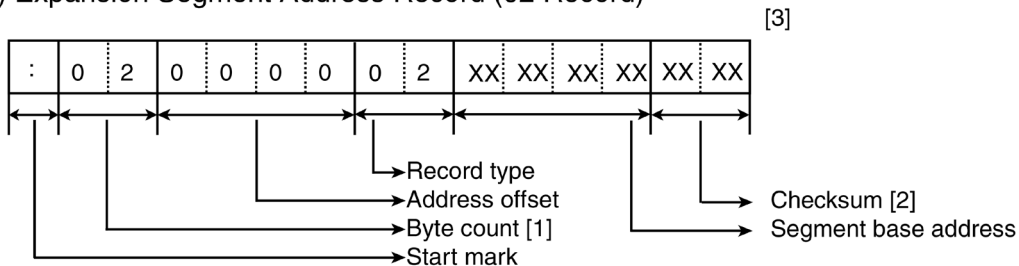 ) Expansion Segment Address Record (02 Record)
[3]
: 0 2 0 0 0 0 0 2 XX XX XX XX XX XX
Record type
Address offset
Checksum [2]
Byte count [1]
Segment base address
Start mark